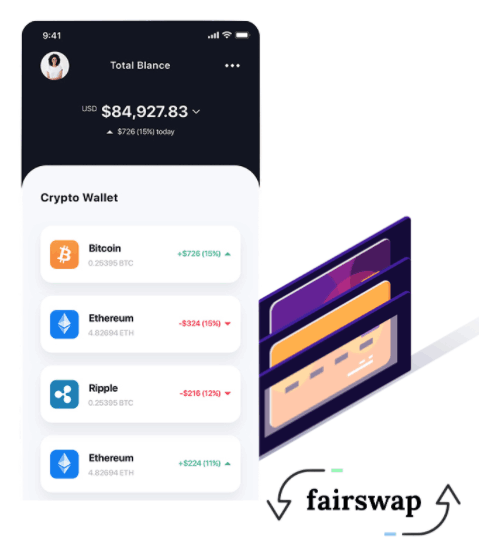 9:41
Total Blance
USD $84,927.83
$726 (15%) today
Crypto Wallet
Bitcoin
+$726 (15%)
0.25395 BTC
Ethereum
-$324 (15%)
4.82694 ETH
Ripple
-$216 (12%)
0.25395 BTC
Ethereum
+$224 (11%)
4.82694 ETH
fairswap